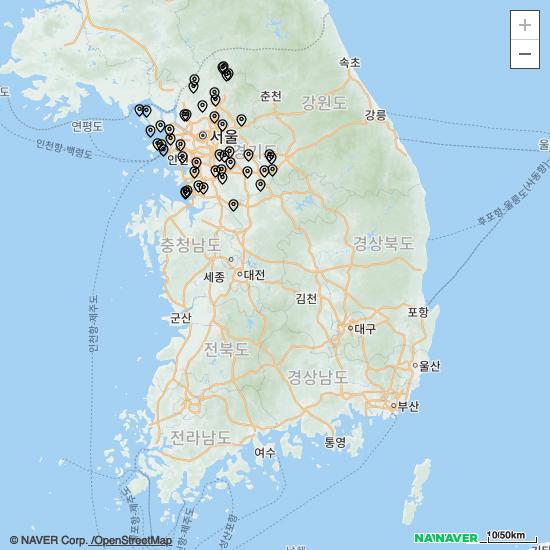 +
−
속초
춘천
강원도
강릉
연평도
서울
인천항-백령도
인천
경기도
울
후포항-울릉도(사동항)
충청남도
경상북도
세종
대전
김천
인천항-제주도
군산
포항
대구
전북도
울산
경상남도
부산
전라남도
여수
통영
© NAVER Corp. /OpenStreetMap
NAVER
10/50km